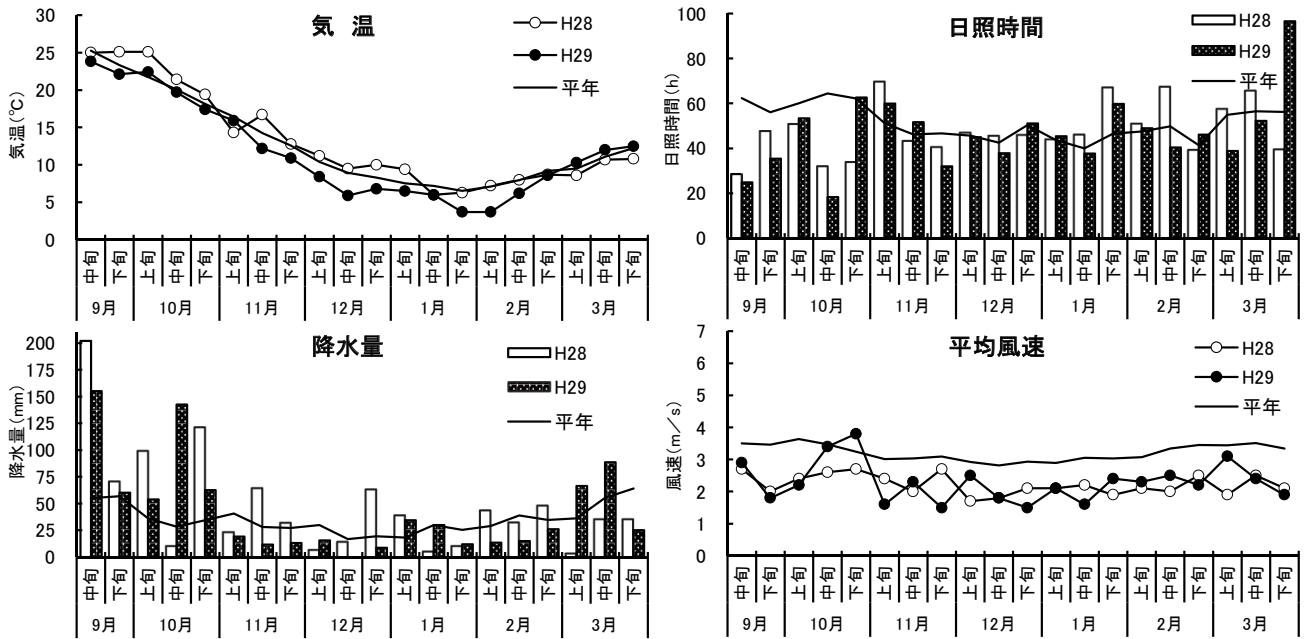 気 温
気温(℃)
30
25
20
15
10
5
0
H28
H29
平年
中旬 下旬 上旬 中旬 下旬 上旬 中旬 下旬 上旬 中旬 下旬 上旬 中旬 下旬 上旬 中旬 下旬 上旬 中旬 下旬
9月 10月 11月 12月 1月 2月 3月
日照時間
日照時間(h)
100
80
60
40
20
0
H28
H29
平年
中旬 下旬 上旬 中旬 下旬 上旬 中旬 下旬 上旬 中旬 下旬 上旬 中旬 下旬 上旬 中旬 下旬 上旬 中旬 下旬
9月 10月 11月 12月 1月 2月 3月
降水量
降水量(mm)
200
175
150
125
100
75
50
25
0
H28
H29
平年
中旬 下旬 上旬 中旬 下旬 上旬 中旬 下旬 上旬 中旬 下旬 上旬 中旬 下旬 上旬 中旬 下旬 上旬 中旬 下旬
9月 10月 11月 12月 1月 2月 3月
平均風速
風速(m/s)
7
6
5
4
3
2
1
0
H28
H29
平年
中旬 下旬 上旬 中旬 下旬 上旬 中旬 下旬 上旬 中旬 下旬 上旬 中旬 下旬 上旬 中旬 下旬 上旬 中旬 下旬
9月 10月 11月 12月 1月 2月 3月